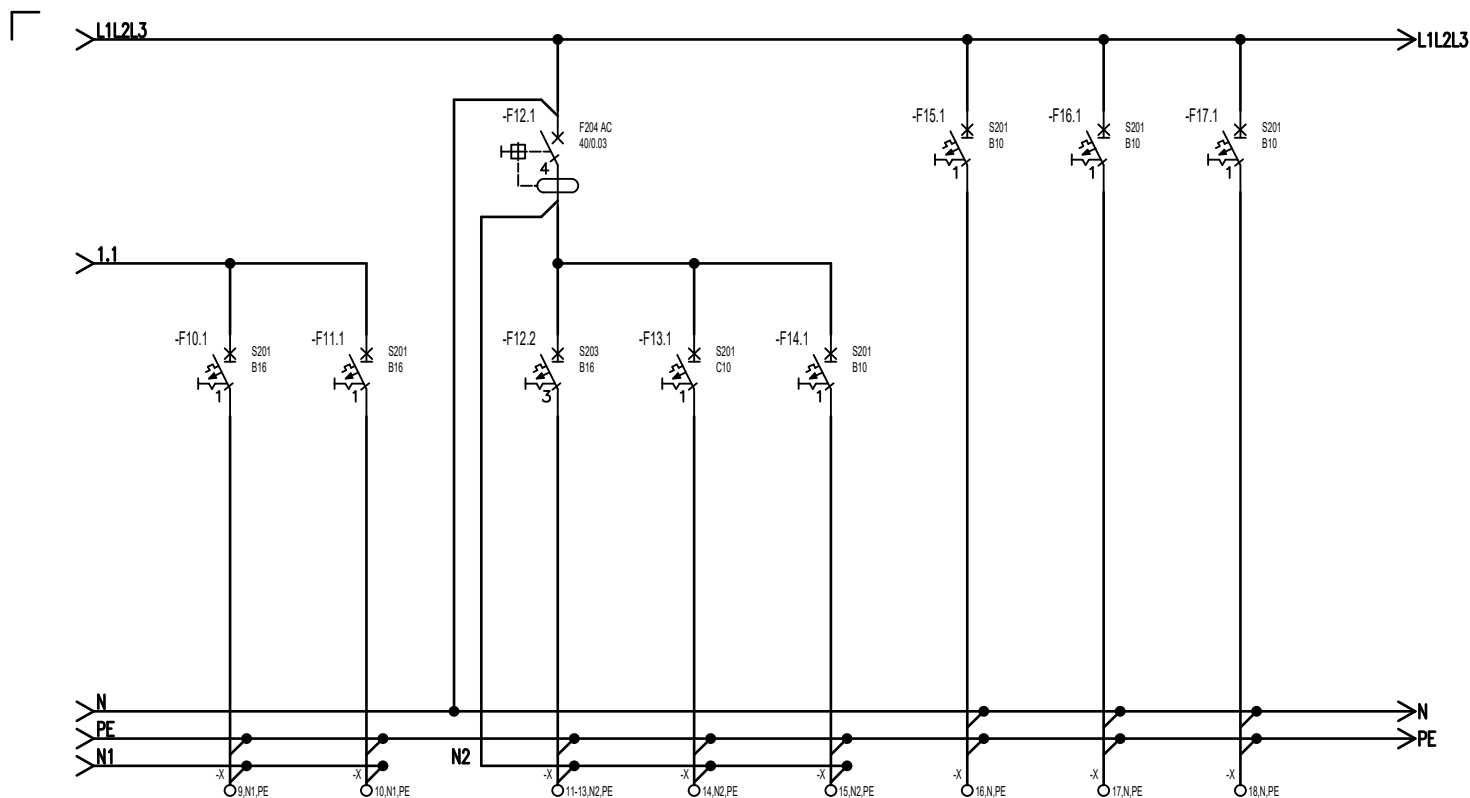 L1L2L3
L1L2L3
-F12.1
F204 AC
40/0.03
4
-F15.1
S201
B10
1
-F16.1
S201
B10
1
-F17.1
S201
B10
1
1.1
-F10.1
S201
B16
1
-F11.1
S201
B16
1
-F12.2
S203
B16
3
-F13.1
S201
C10
1
-F14.1
S201
B10
1
N
N
PE
PE
N1
N2
-X
9,N1,PE
-X
10,N1,PE
-X
11-13,N2,PE
-X
14,N2,PE
-X
15,N2,PE
-X
16,N,PE
-X
17,N,PE
-X
18,N,PE